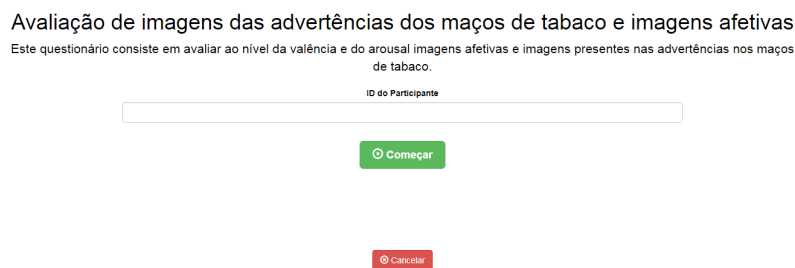 Avaliação de imagens das advertências dos maços de tabaco e imagens afetivas
Este questionário consiste em avaliar ao nível da valência e do arousal imagens afetivas e imagens presentes nas advertências nos maços
de tabaco.
ID do Participante
Começar
Cancelar